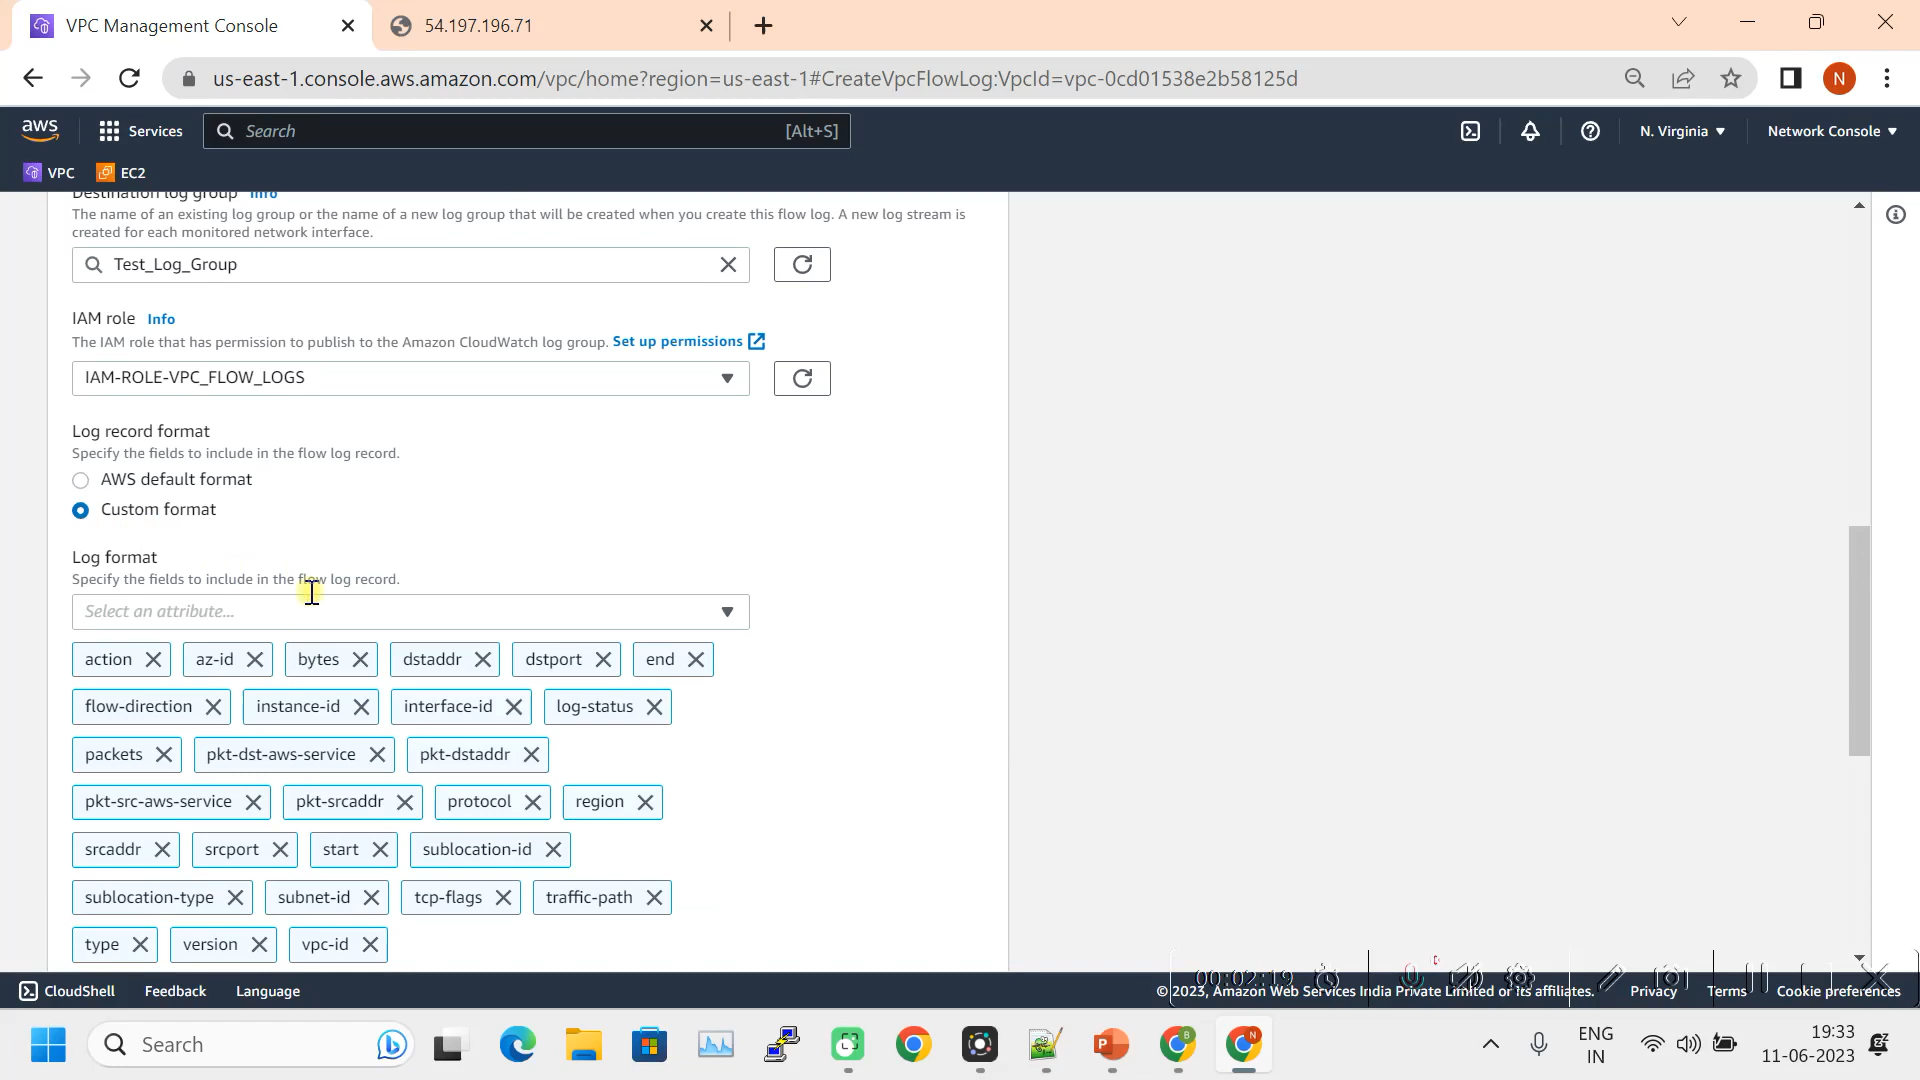 VPC Management Console
54.197.196.71
us-east-1.console.aws.amazon.com/vpc/home?region=us-east-1#CreateVpcFlowLog:VpcId=vpc-0cd01538e2b58125d
N
aws
Services
Search
[Alt+S]
N. Virginia
Network Console
VPC
EC2
Destination log group Info
The name of an existing log group or the name of a new log group that will be created when you create this flow log. A new log stream is
created for each monitored network interface.
Test_Log_Group
IAM role Info
The IAM role that has permission to publish to the Amazon CloudWatch log group. Set up permissions
IAM-ROLE-VPC_FLOW_LOGS
Log record format
Specify the fields to include in the flow log record.
AWS default format
Custom format
Log format
Specify the fields to include in the flow log record.
Select an attribute...
action az-id bytes dstaddr dstport end
flow-direction instance-id interface-id log-status
packets pkt-dst-aws-service pkt-dstaddr
pkt-src-aws-service pkt-srcaddr protocol region
srcaddr srcport start sublocation-id
sublocation-type subnet-id tcp-flags traffic-path
type version vpc-id
00:02:19
CloudShell Feedback Language
© 2023, Amazon Web Services India Private Limited or its affiliates. Privacy Terms Cookie preferences
Search
ENG
IN
19:33
11-06-2023